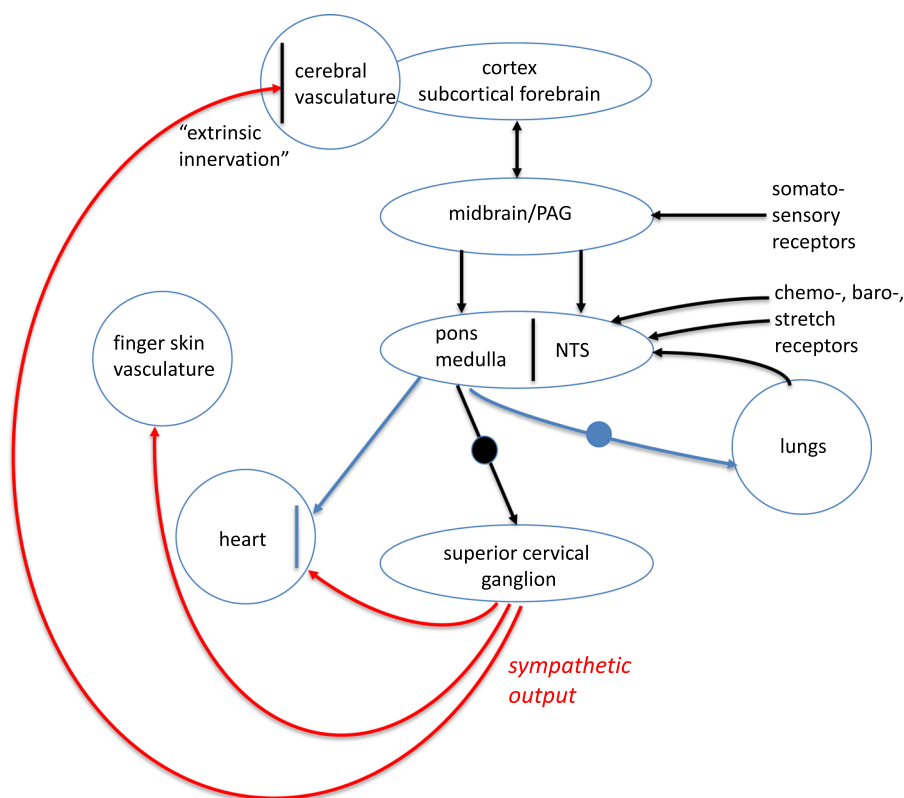 cerebral
vasculature
cortex
subcortical forebrain
“extrinsic
innervation”
midbrain/PAG
somato-
sensory
receptors
chemo-, baro-,
stretch
receptors
pons
medulla
NTS
finger skin
vasculature
lungs
heart
superior cervical
ganglion
sympathetic
output